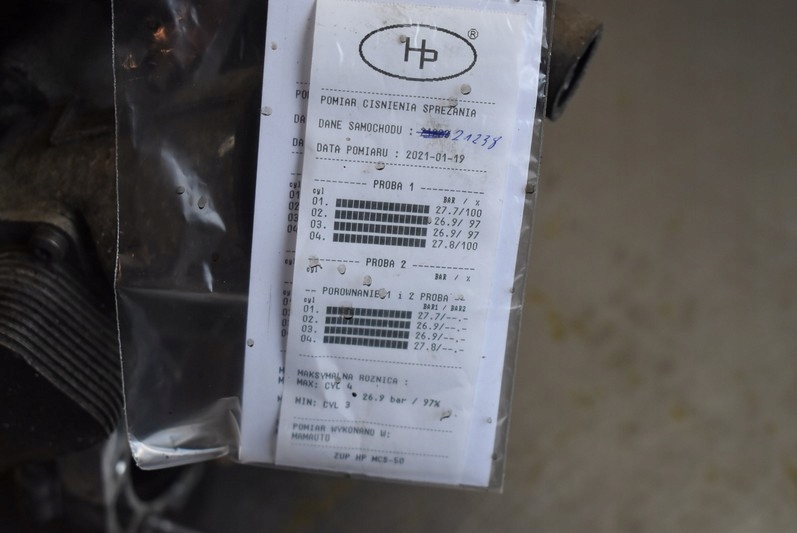 HP ®
POMIAR CISNIENIA SPREZANIA
DANE SAMOCHODU : 21238
DATA POMIARU : 2021-01-19
PROBA 1
cyl BAR / %
01. 27.7/100
02. 26.9/ 97
03. 26.9/ 97
04. 27.8/100
PROBA 2
cyl BAR / %
POROWNANIE 1 i 2 PROBA
cyl BAR1 / BAR2
01. 27.7/--.-
02. 26.9/--.-
03. 26.9/--.-
04. 27.8/--.-
MAKSYMALNA ROZNICA :
MAX: CYL 4
26.9 bar / 97%
MIN: CYL 3
POMIAR WYKONANO W:
MAMAUTO
ZUP HP MCS-50